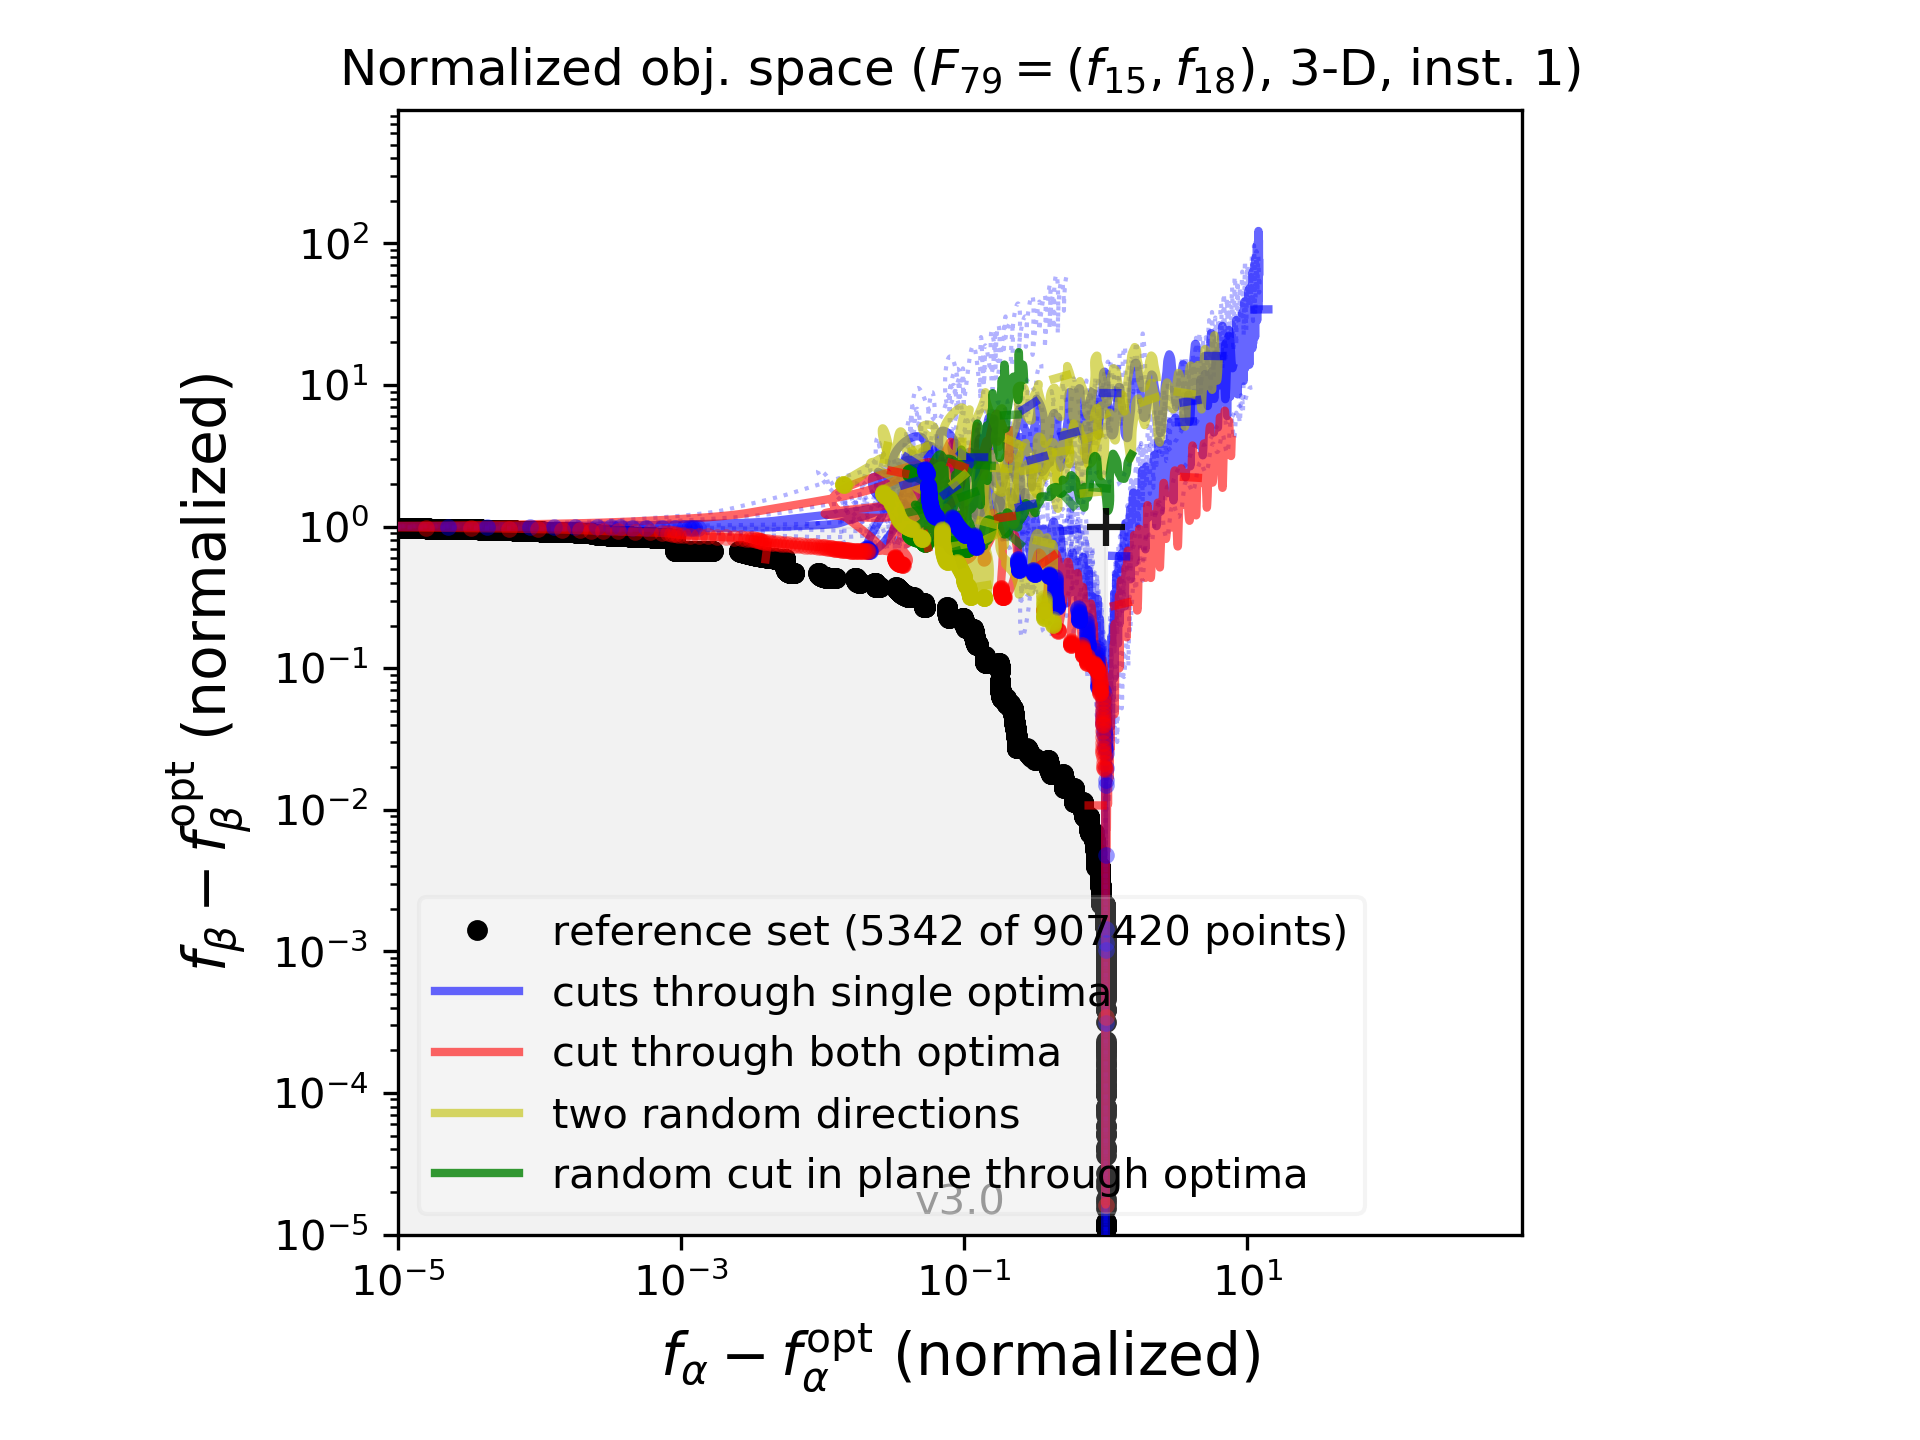 Normalized obj. space (F₇₉ = (f₁₅, f₁₈), 3-D, inst. 1)
f_β − f_β^opt (normalized)
10²
10¹
10⁰
10⁻¹
10⁻²
10⁻³
10⁻⁴
10⁻⁵
reference set (5342 of 907420 points)
cuts through single optima
cut through both optima
two random directions
random cut in plane through optima
v3.0
10⁻⁵ 10⁻³ 10⁻¹ 10¹
f_α − f_α^opt (normalized)